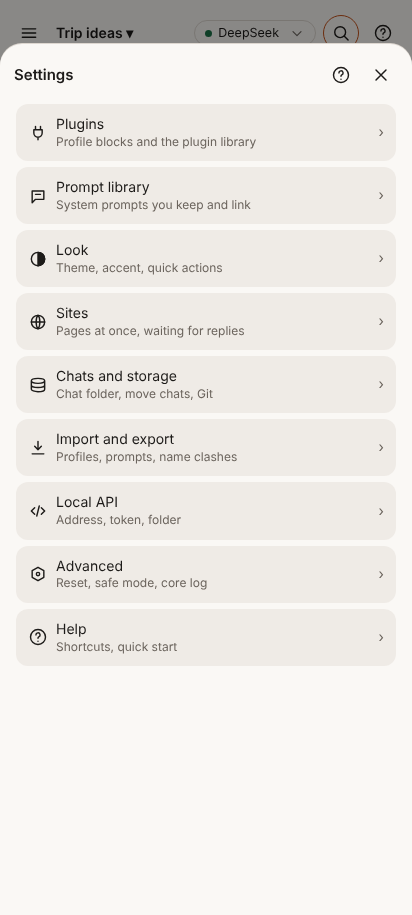 Trip ideas ▾
DeepSeek
Settings
Plugins
Profile blocks and the plugin library
Prompt library
System prompts you keep and link
Look
Theme, accent, quick actions
Sites
Pages at once, waiting for replies
Chats and storage
Chat folder, move chats, Git
Import and export
Profiles, prompts, name clashes
Local API
Address, token, folder
Advanced
Reset, safe mode, core log
Help
Shortcuts, quick start